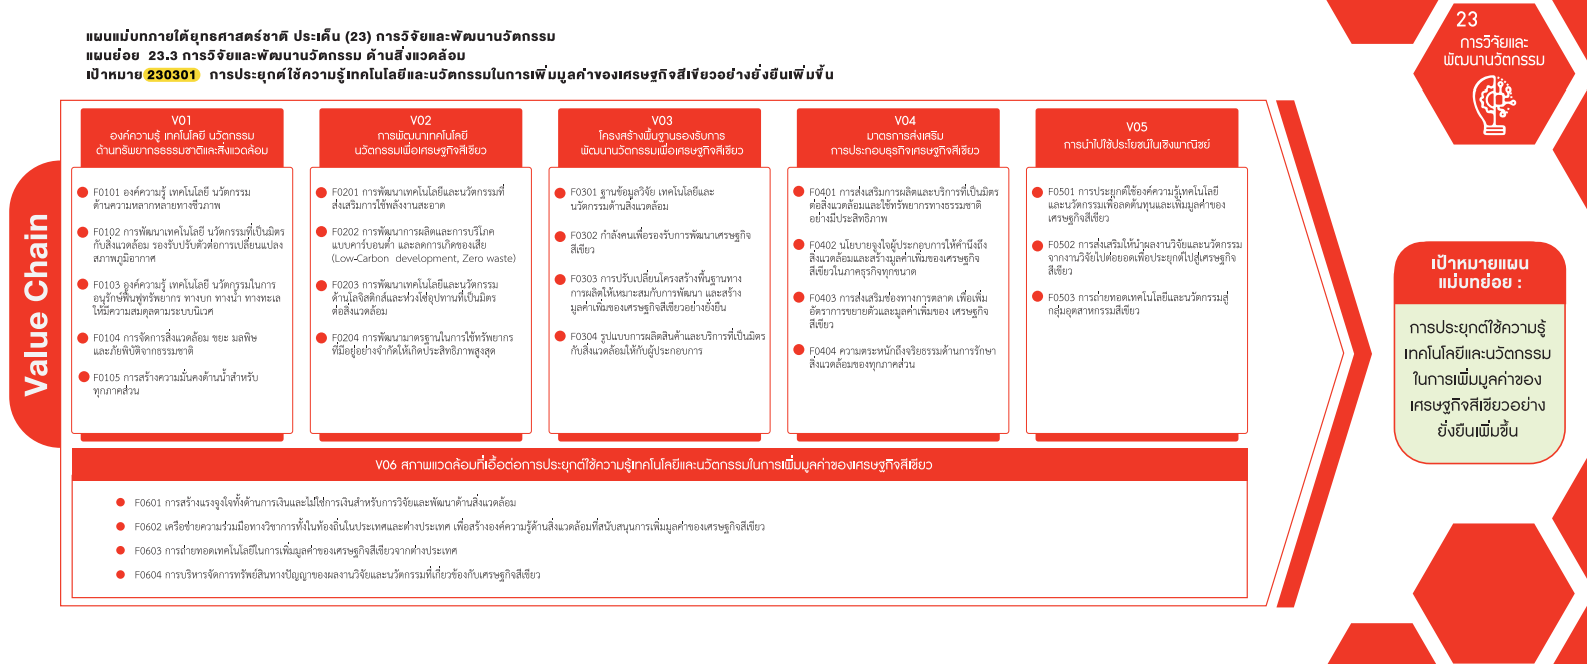 แผนแม่บทภายใต้ยุทธศาสตร์ชาติ ประเด็น (23) การวิจัยและพัฒนานวัตกรรม
แผนย่อย 23.3 การวิจัยและพัฒนานวัตกรรม ด้านสิ่งแวดล้อม
เป้าหมาย 230301 การประยุกต์ใช้ความรู้เทคโนโลยีและนวัตกรรมในการเพิ่มมูลค่าของเศรษฐกิจสีเขียวอย่างยั่งยืนเพิ่มขึ้น
23
การวิจัยและ
พัฒนานวัตกรรม
Value Chain
V01
องค์ความรู้ เทคโนโลยี นวัตกรรม
ด้านทรัพยากรธรรมชาติและสิ่งแวดล้อม
F0101 องค์ความรู้ เทคโนโลยี นวัตกรรม
ด้านความหลากหลายทางชีวภาพ
F0102 การพัฒนาเทคโนโลยี นวัตกรรมที่เป็นมิตร
กับสิ่งแวดล้อม รองรับปรับตัวต่อการเปลี่ยนแปลง
สภาพภูมิอากาศ
F0103 องค์ความรู้ เทคโนโลยี นวัตกรรมในการ
อนุรักษ์ฟื้นฟูทรัพยากร ทางบก ทางน้ำ ทางทะเล
ให้มีความสมดุลตามระบบนิเวศ
F0104 การจัดการสิ่งแวดล้อม ขยะ มลพิษ
และภัยพิบัติจากธรรมชาติ
F0105 การสร้างความมั่นคงด้านน้ำสำหรับ
ทุกภาคส่วน
V02
การพัฒนาเทคโนโลยี
นวัตกรรมเพื่อเศรษฐกิจสีเขียว
F0201 การพัฒนาเทคโนโลยีและนวัตกรรมที่
ส่งเสริมการใช้พลังงานสะอาด
F0202 การพัฒนาการผลิตและการบริโภค
แบบคาร์บอนต่ำ และลดการเกิดของเสีย
(Low-Carbon development, Zero waste)
F0203 การพัฒนาเทคโนโลยีและนวัตกรรม
ด้านโลจิสติกส์และห่วงโซ่อุปทานที่เป็นมิตร
ต่อสิ่งแวดล้อม
F0204 การพัฒนามาตรฐานในการใช้ทรัพยากร
ที่มีอยู่อย่างจำกัดให้เกิดประสิทธิภาพสูงสุด
V03
โครงสร้างพื้นฐานรองรับการ
พัฒนานวัตกรรมเพื่อเศรษฐกิจสีเขียว
F0301 ฐานข้อมูลวิจัย เทคโนโลยีและ
นวัตกรรมด้านสิ่งแวดล้อม
F0302 กำลังคนเพื่อรองรับการพัฒนาเศรษฐกิจ
สีเขียว
F0303 การปรับเปลี่ยนโครงสร้างพื้นฐานทาง
การผลิตให้เหมาะสมกับการพัฒนา และสร้าง
มูลค่าเพิ่มของเศรษฐกิจสีเขียวอย่างยั่งยืน
F0304 รูปแบบการผลิตสินค้าและบริการที่เป็นมิตร
กับสิ่งแวดล้อมให้กับผู้ประกอบการ
V04
มาตรการส่งเสริม
การประกอบธุรกิจเศรษฐกิจสีเขียว
F0401 การส่งเสริมการผลิตและบริการที่เป็นมิตร
ต่อสิ่งแวดล้อมและใช้ทรัพยากรทางธรรมชาติ
อย่างมีประสิทธิภาพ
F0402 นโยบายจูงใจผู้ประกอบการให้คำนึงถึง
สิ่งแวดล้อมและสร้างมูลค่าเพิ่มของเศรษฐกิจ
สีเขียวในภาคธุรกิจทุกขนาด
F0403 การส่งเสริมช่องทางการตลาด เพื่อเพิ่ม
อัตราการขยายตัวและมูลค่าเพิ่มของ เศรษฐกิจ
สีเขียว
F0404 ความตระหนักถึงจริยธรรมด้านการรักษา
สิ่งแวดล้อมของทุกภาคส่วน
V05
การนำไปใช้ประโยชน์ในเชิงพาณิชย์
F0501 การประยุกต์ใช้องค์ความรู้เทคโนโลยี
และนวัตกรรมเพื่อลดต้นทุนและเพิ่มมูลค่าของ
เศรษฐกิจสีเขียว
F0502 การส่งเสริมให้นำผลงานวิจัยและนวัตกรรม
จากงานวิจัยไปต่อยอดเพื่อประยุกต์ไปสู่เศรษฐกิจ
สีเขียว
F0503 การถ่ายทอดเทคโนโลยีและนวัตกรรมสู่
กลุ่มอุตสาหกรรมสีเขียว
V06 สภาพแวดล้อมที่เอื้อต่อการประยุกต์ใช้ความรู้เทคโนโลยีและนวัตกรรมในการเพิ่มมูลค่าของเศรษฐกิจสีเขียว
F0601 การสร้างแรงจูงใจทั้งด้านการเงินและไม่ใช่การเงินสำหรับการวิจัยและพัฒนาด้านสิ่งแวดล้อม
F0602 เครือข่ายความร่วมมือทางวิชาการทั้งในท้องถิ่นในประเทศและต่างประเทศ เพื่อสร้างองค์ความรู้ด้านสิ่งแวดล้อมที่สนับสนุนการเพิ่มมูลค่าของเศรษฐกิจสีเขียว
F0603 การถ่ายทอดเทคโนโลยีในการเพิ่มมูลค่าของเศรษฐกิจสีเขียวจากต่างประเทศ
F0604 การบริหารจัดการทรัพย์สินทางปัญญาของผลงานวิจัยและนวัตกรรมที่เกี่ยวข้องกับเศรษฐกิจสีเขียว
เป้าหมายแผน
แม่บทย่อย :
การประยุกต์ใช้ความรู้
เทคโนโลยีและนวัตกรรม
ในการเพิ่มมูลค่าของ
เศรษฐกิจสีเขียวอย่าง
ยั่งยืนเพิ่มขึ้น